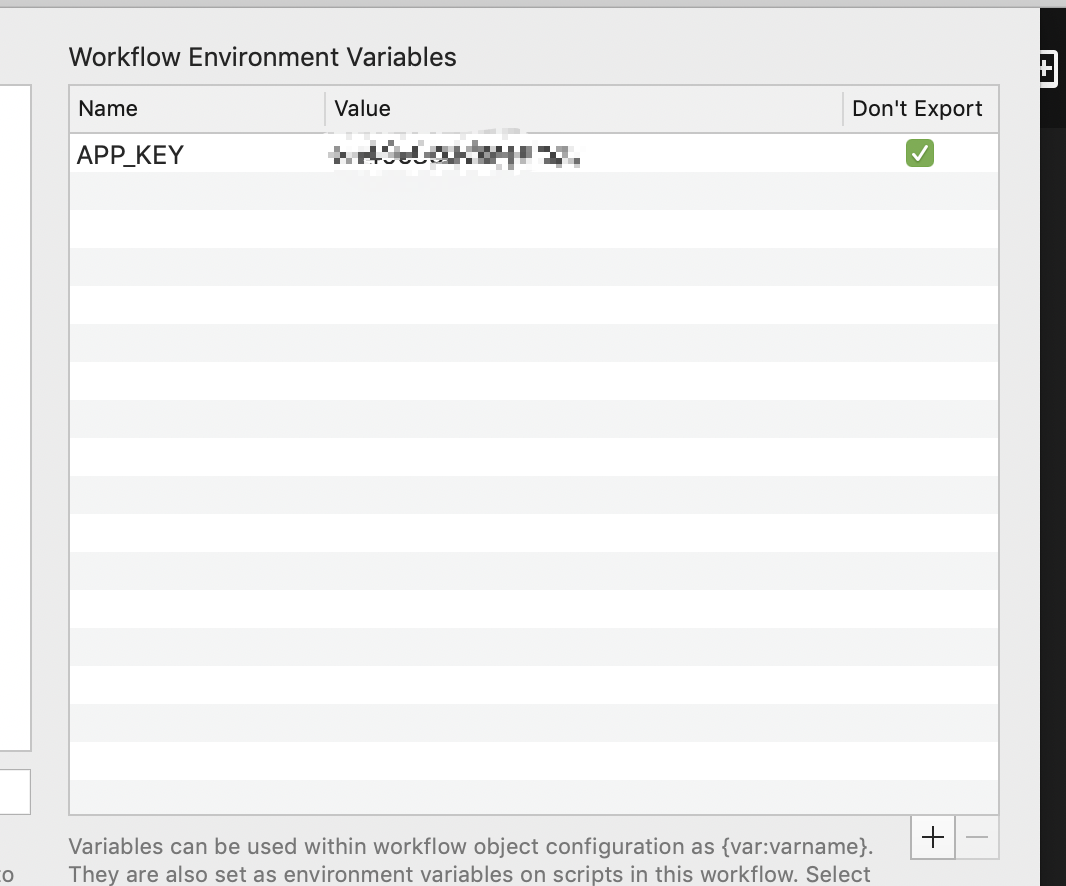 Workflow Environment Variables
Name Value Don't Export
APP_KEY
Variables can be used within workflow object configuration as {var:varname}.
to They are also set as environment variables on scripts in this workflow. Select